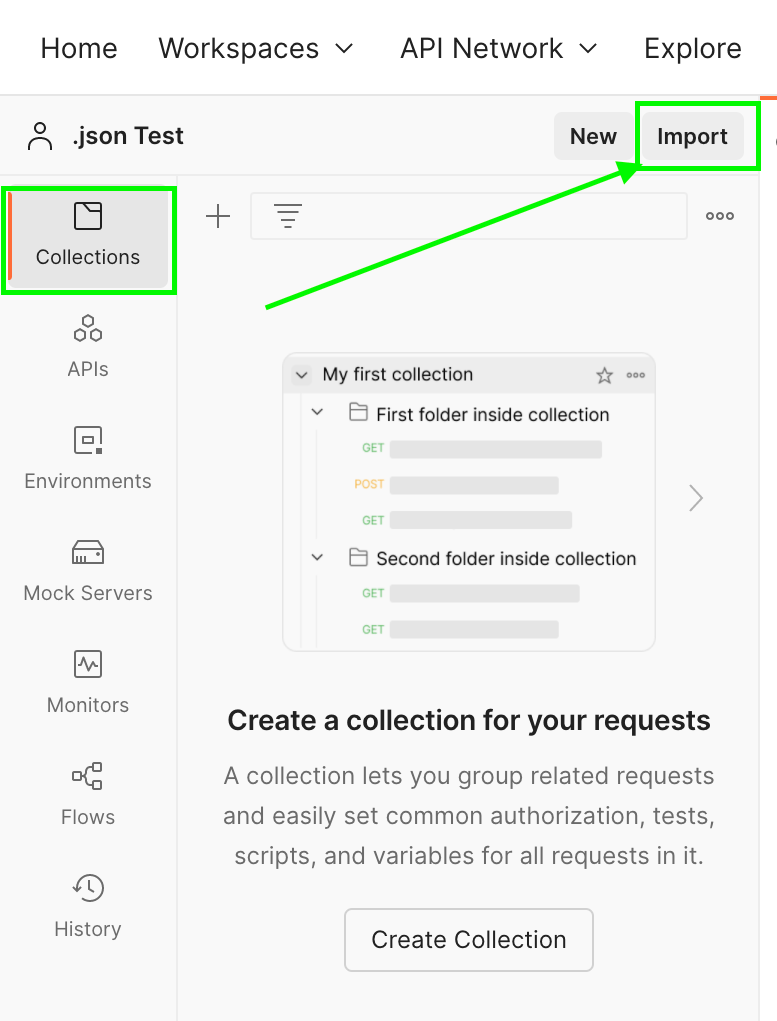 Home Workspaces API Network Explore
.json Test New Import
Collections
APIs
Environments
Mock Servers
Monitors
Flows
History
My first collection
First folder inside collection
GET
POST
GET
Second folder inside collection
GET
GET
Create a collection for your requests
A collection lets you group related requests
and easily set common authorization, tests,
scripts, and variables for all requests in it.
Create Collection